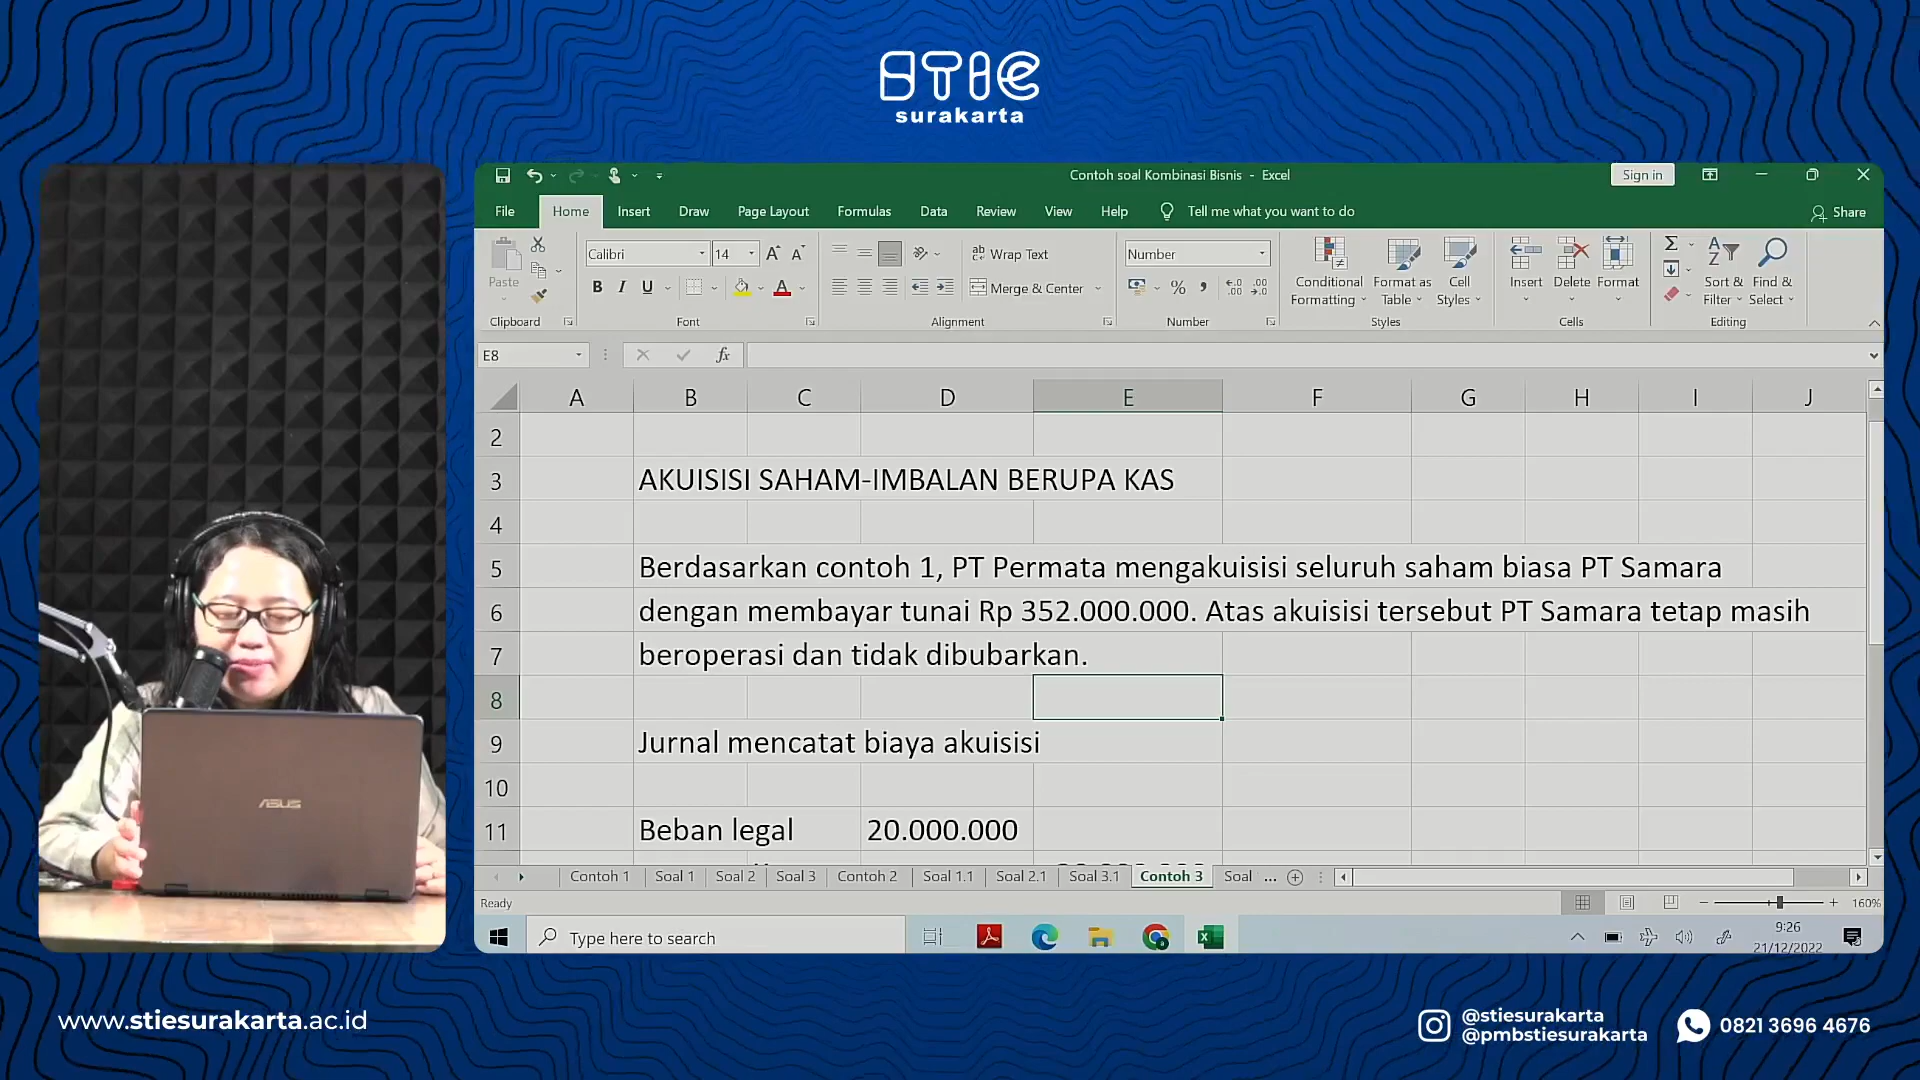 STIE
surakarta
Contoh soal Kombinasi Bisnis - Excel
Sign in
File Home Insert Draw Page Layout Formulas Data Review View Help Tell me what you want to do
Share
Paste
Calibri 14
B I U
Wrap Text
Merge & Center
Number
Conditional Formatting
Format as Table
Cell Styles
Insert Delete Format
Sort & Filter
Find & Select
Clipboard Font Alignment Number Styles Cells Editing
E8 fx
A B C D E F G H I J
2
3 AKUISISI SAHAM-IMBALAN BERUPA KAS
4
5 Berdasarkan contoh 1, PT Permata mengakuisisi seluruh saham biasa PT Samara
6 dengan membayar tunai Rp 352.000.000. Atas akuisisi tersebut PT Samara tetap masih
7 beroperasi dan tidak dibubarkan.
8
9 Jurnal mencatat biaya akuisisi
10
11 Beban legal 20.000.000
Contoh 1 Soal 1 Soal 2 Soal 3 Contoh 2 Soal 1.1 Soal 2.1 Soal 3.1 Contoh 3 Soal ...
Ready
160%
Type here to search
9:26
21/12/2022
ASUS
www.stiesurakarta.ac.id
@stiesurakarta
@pmbstiesurakarta
0821 3696 4676